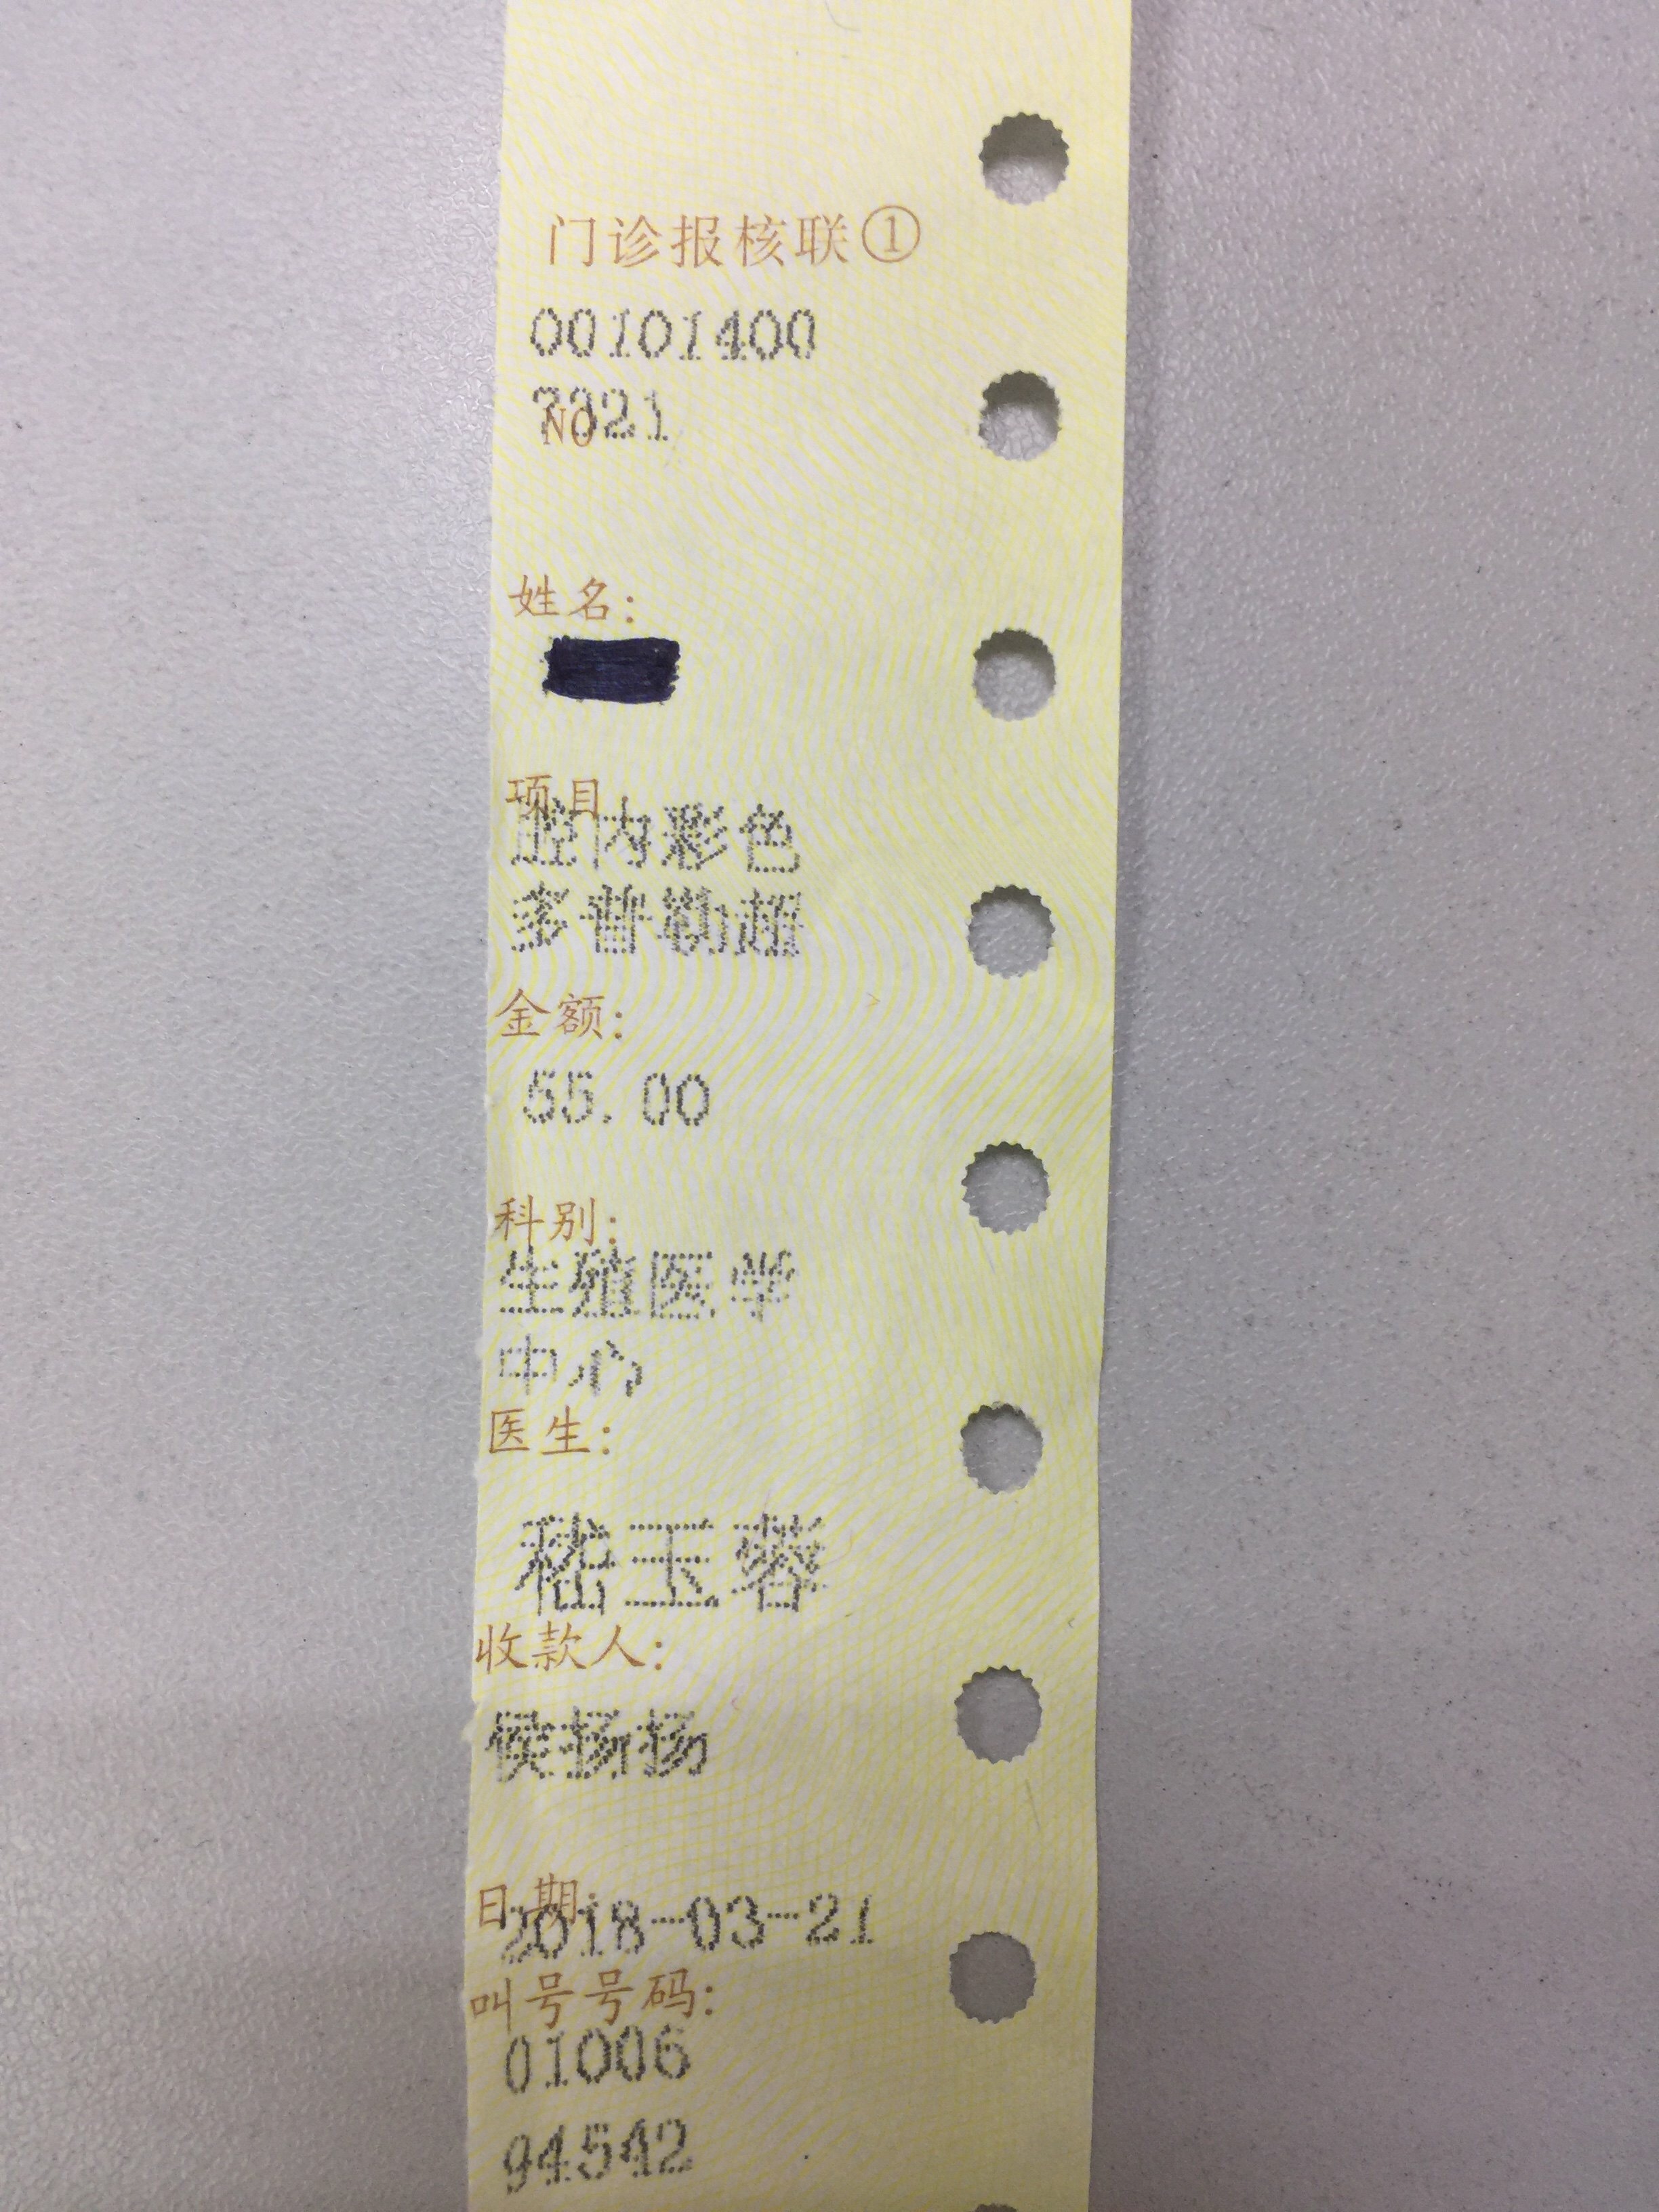 门诊报核联①
00101400
7321
NO
姓名:
项目
腔内彩色
多普勒超
金额:
55.00
科别:
生殖医学
中心
医生:
嵇玉
收款人:
侯扬扬
日期:
2018-03-21
叫号号码:
01006
94542